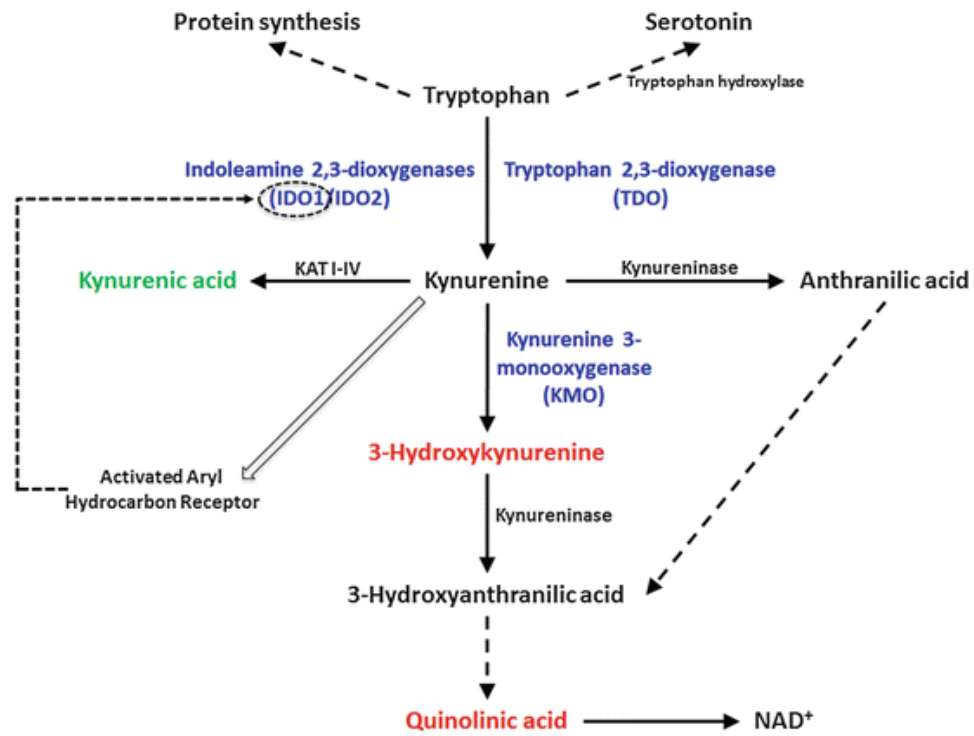 Protein synthesis
Serotonin
Tryptophan hydroxylase
Tryptophan
Indoleamine 2,3-dioxygenases
(IDO1/IDO2)
Tryptophan 2,3-dioxygenase
(TDO)
Kynurenic acid
KAT I-IV
Kynurenine
Kynureninase
Anthranilic acid
Kynurenine 3-
monooxygenase
(KMO)
3-Hydroxykynurenine
Activated Aryl
Hydrocarbon Receptor
Kynureninase
3-Hydroxyanthranilic acid
Quinolinic acid
NAD⁺